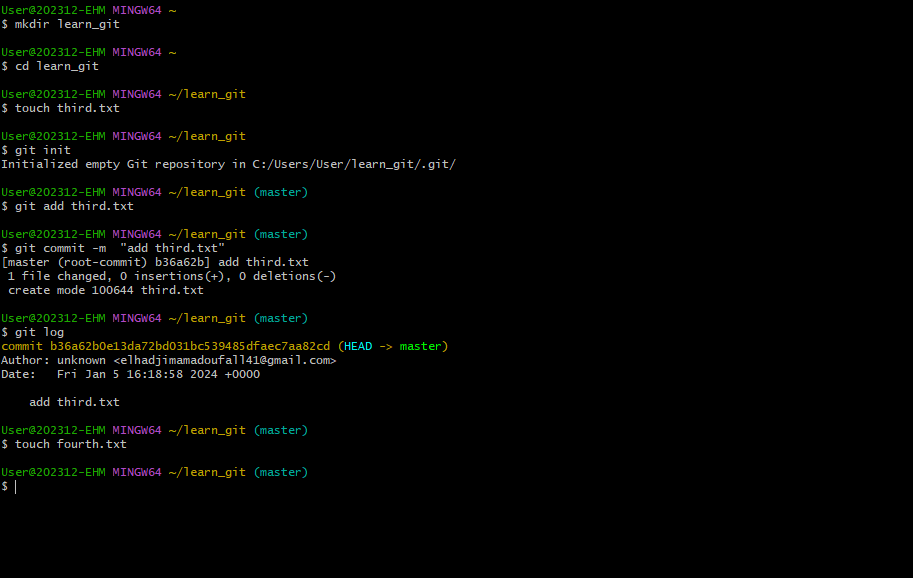 User@202312-EHM MINGW64 ~
$ mkdir learn_git
User@202312-EHM MINGW64 ~
$ cd learn_git
User@202312-EHM MINGW64 ~/learn_git
$ touch third.txt
User@202312-EHM MINGW64 ~/learn_git
$ git init
Initialized empty Git repository in C:/Users/User/learn_git/.git/
User@202312-EHM MINGW64 ~/learn_git (master)
$ git add third.txt
User@202312-EHM MINGW64 ~/learn_git (master)
$ git commit -m  "add third.txt"
[master (root-commit) b36a62b] add third.txt
 1 file changed, 0 insertions(+), 0 deletions(-)
 create mode 100644 third.txt
User@202312-EHM MINGW64 ~/learn_git (master)
$ git log
commit b36a62b0e13da72bd031bc539485dfaec7aa82cd (HEAD -> master)
Author: unknown <elhadjimamadoufall41@gmail.com>
Date:   Fri Jan 5 16:18:58 2024 +0000
    add third.txt
User@202312-EHM MINGW64 ~/learn_git (master)
$ touch fourth.txt
User@202312-EHM MINGW64 ~/learn_git (master)
$